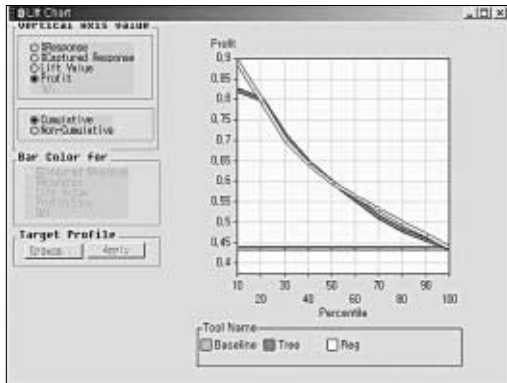 Lift Chart
Vertical Axis Value
%Response
%Captured Response
Lift Value
Profit
Cumulative
Non-Cumulative
Bar Color for
Target Profile
Browse...
Apply
Profit
0,9
0,85
0,8
0,75
0,7
0,65
0,6
0,55
0,5
0,45
0,4
10 30 50 70 90
20 40 60 80 100
Percentile
Tool Name
Baseline Tree Reg